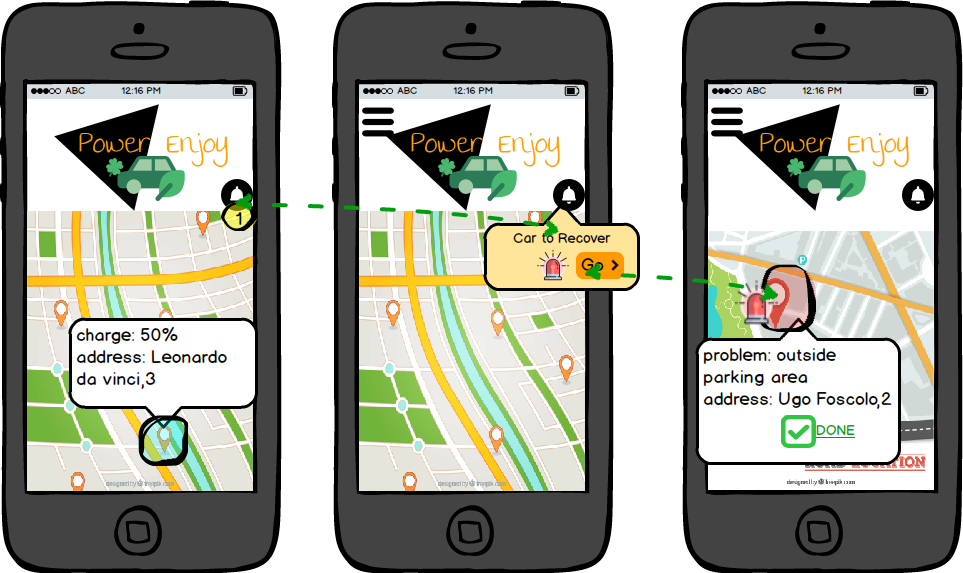 ABC 12:16 PM
Power Enjoy
1
charge: 50%
address: Leonardo
da vinci,3
designed by freepik.com
ABC 12:16 PM
Power Enjoy
Car to Recover
Go >
designed by freepik.com
ABC 12:16 PM
Power Enjoy
P
problem: outside
parking area
address: Ugo Foscolo,2
DONE
LOCATION
designed by freepik.com